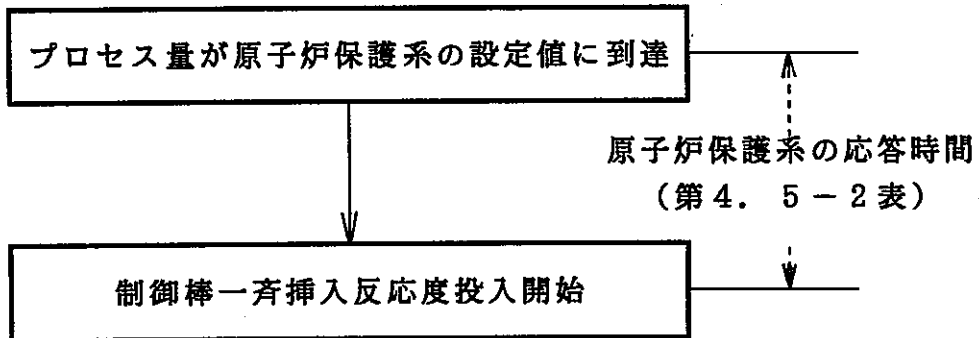 プロセス量が原子炉保護系の設定値に到達
原子炉保護系の応答時間
(第4.5-2表)
制御棒一斉挿入反応度投入開始